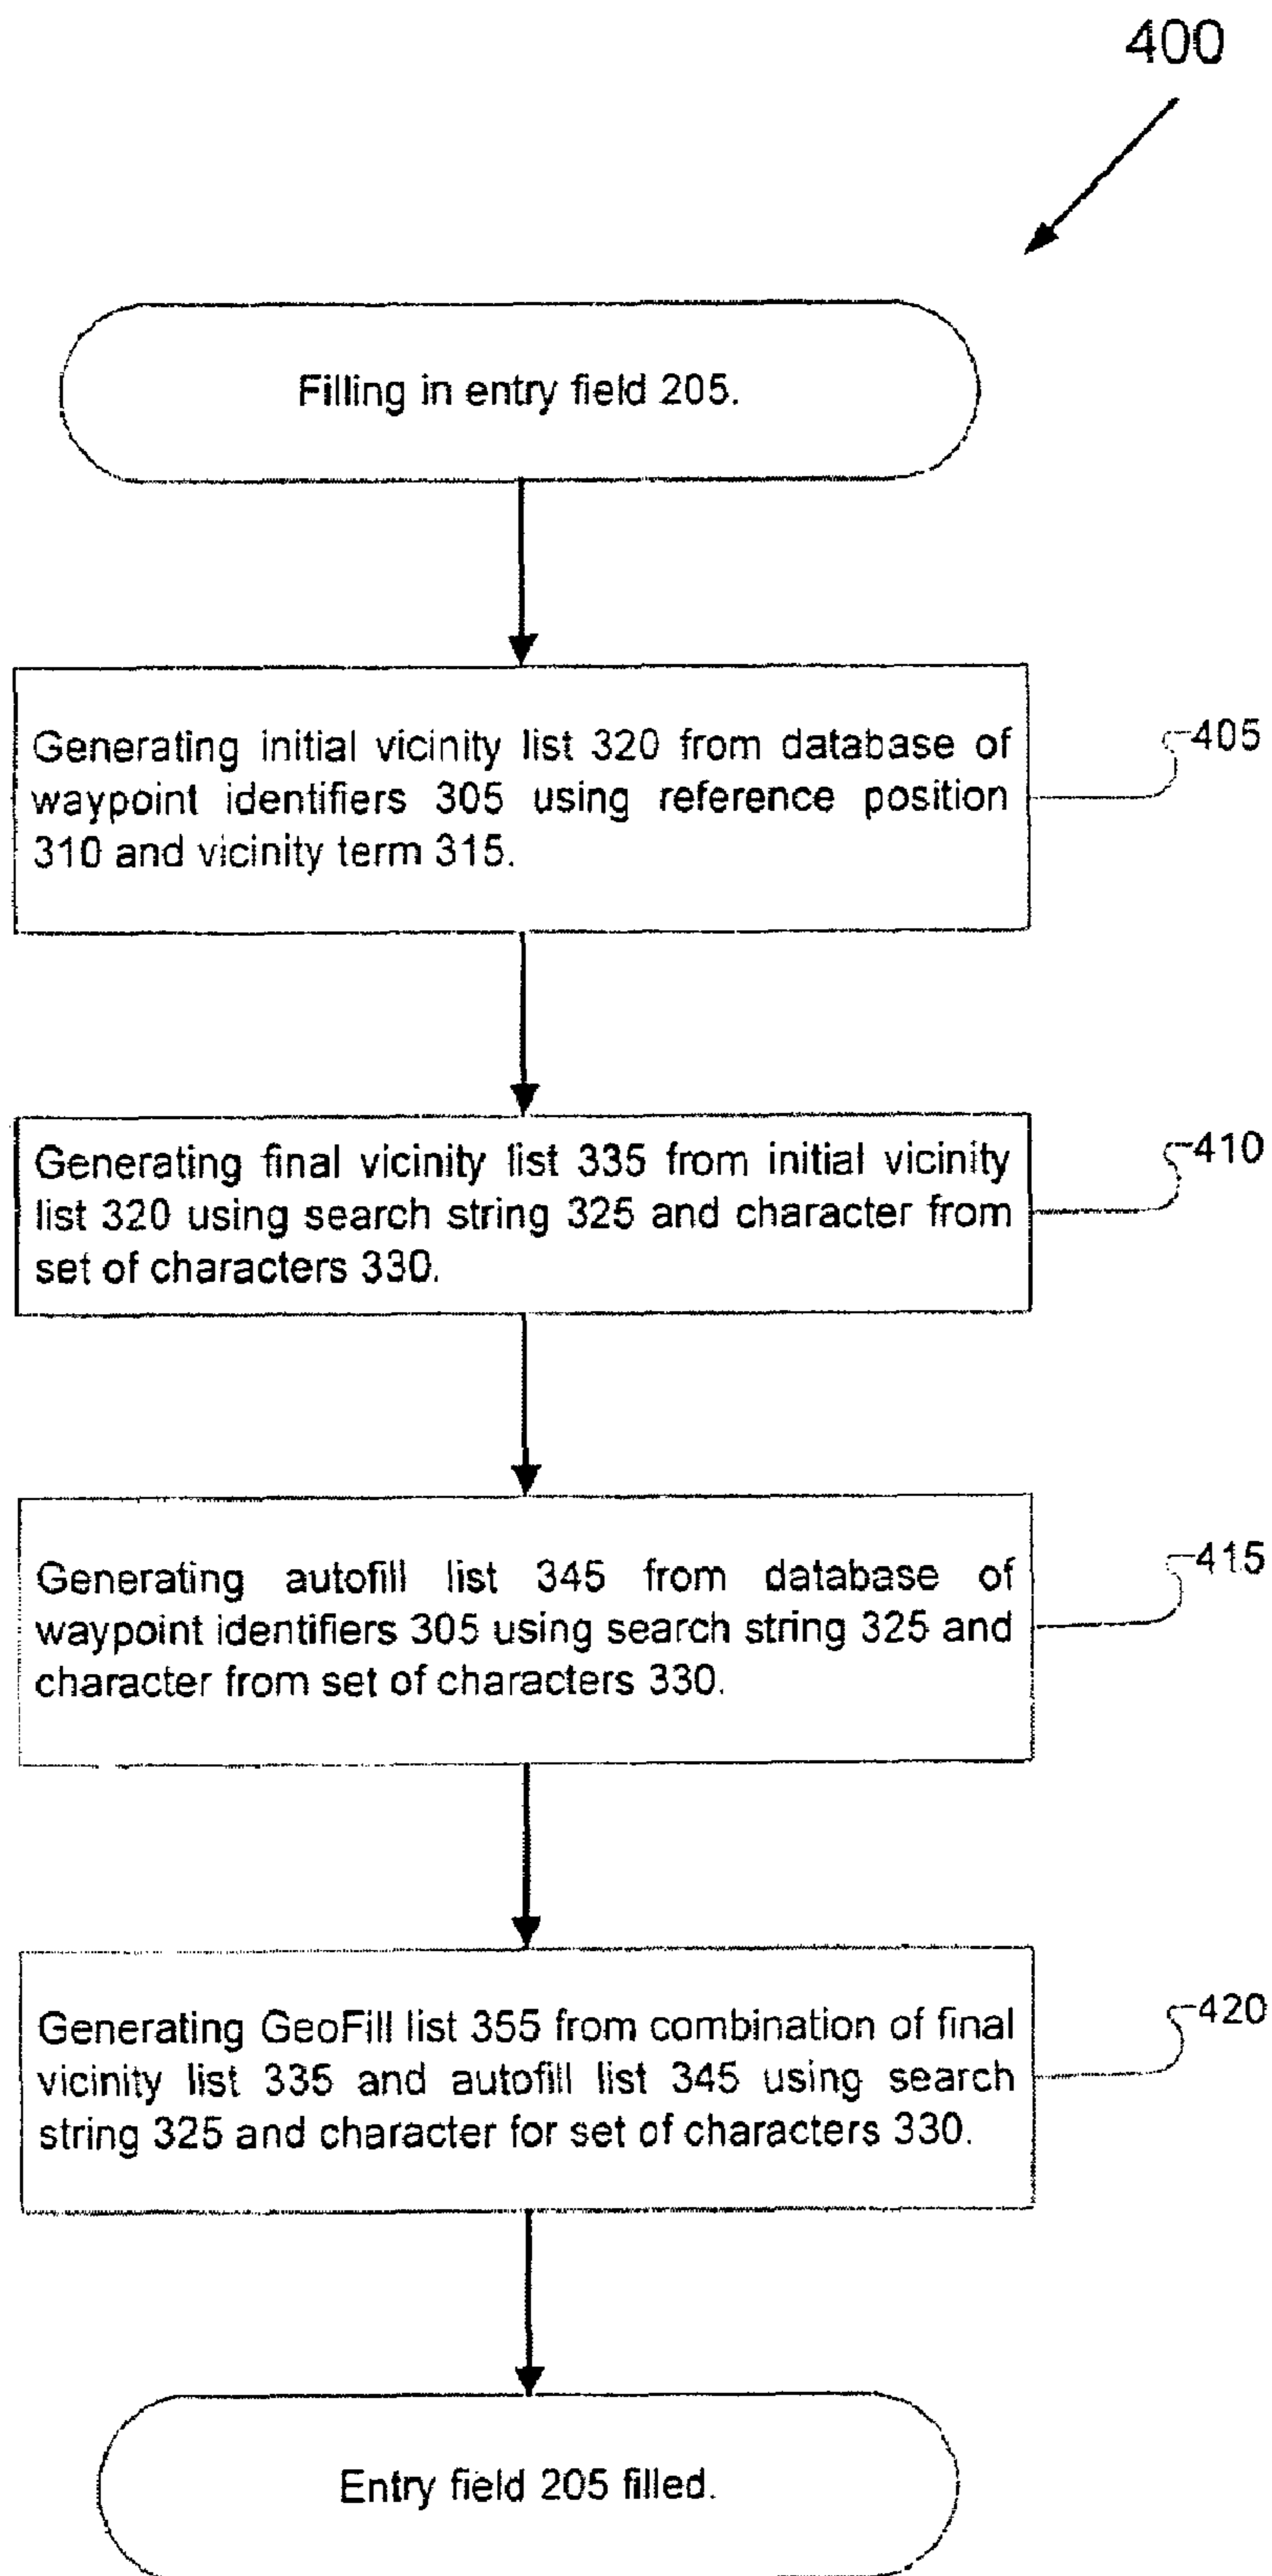 400
Filling in entry field 205.
Generating initial vicinity list 320 from database of
waypoint identifiers 305 using reference position
310 and vicinity term 315.
405
Generating final vicinity list 335 from initial vicinity
list 320 using search string 325 and character from
set of characters 330.
410
Generating autofill list 345 from database of
waypoint identifiers 305 using search string 325 and
character from set of characters 330.
415
Generating GeoFill list 355 from combination of final
vicinity list 335 and autofill list 345 using search
string 325 and character for set of characters 330.
420
Entry field 205 filled.